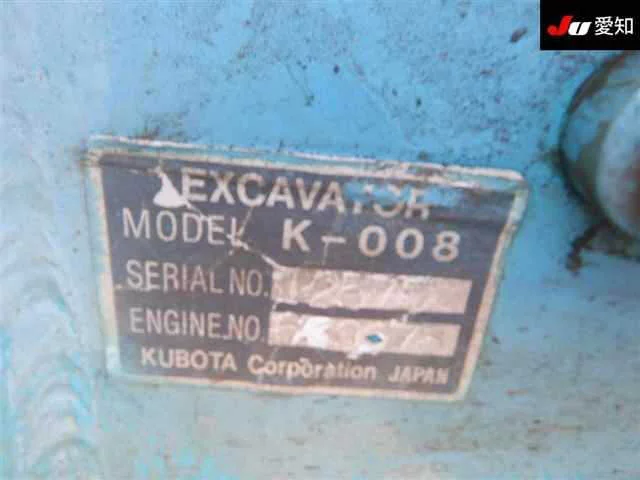 JU 愛知
EXCAVATOR
MODEL K-008
SERIAL NO.
ENGINE.NO.
KUBOTA Corporation JAPAN